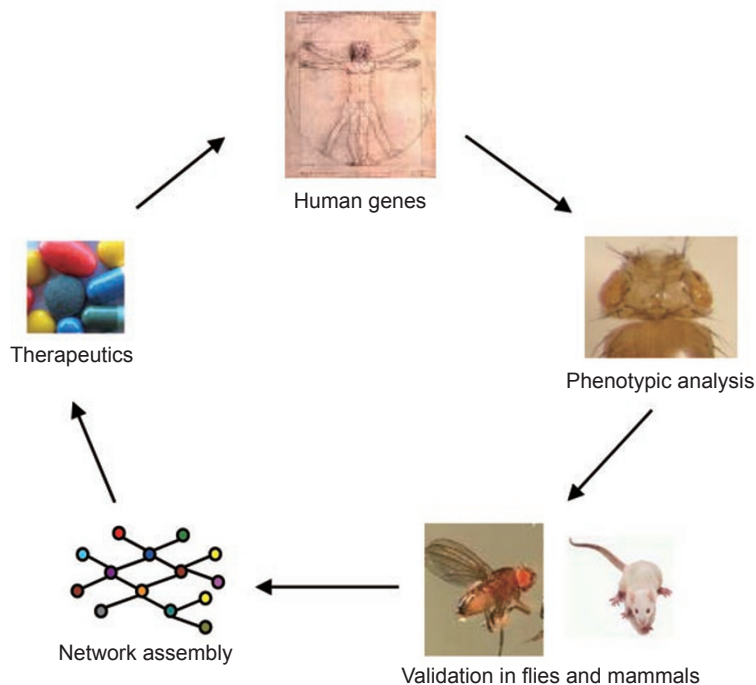 Human genes
Phenotypic analysis
Validation in flies and mammals
Network assembly
Therapeutics